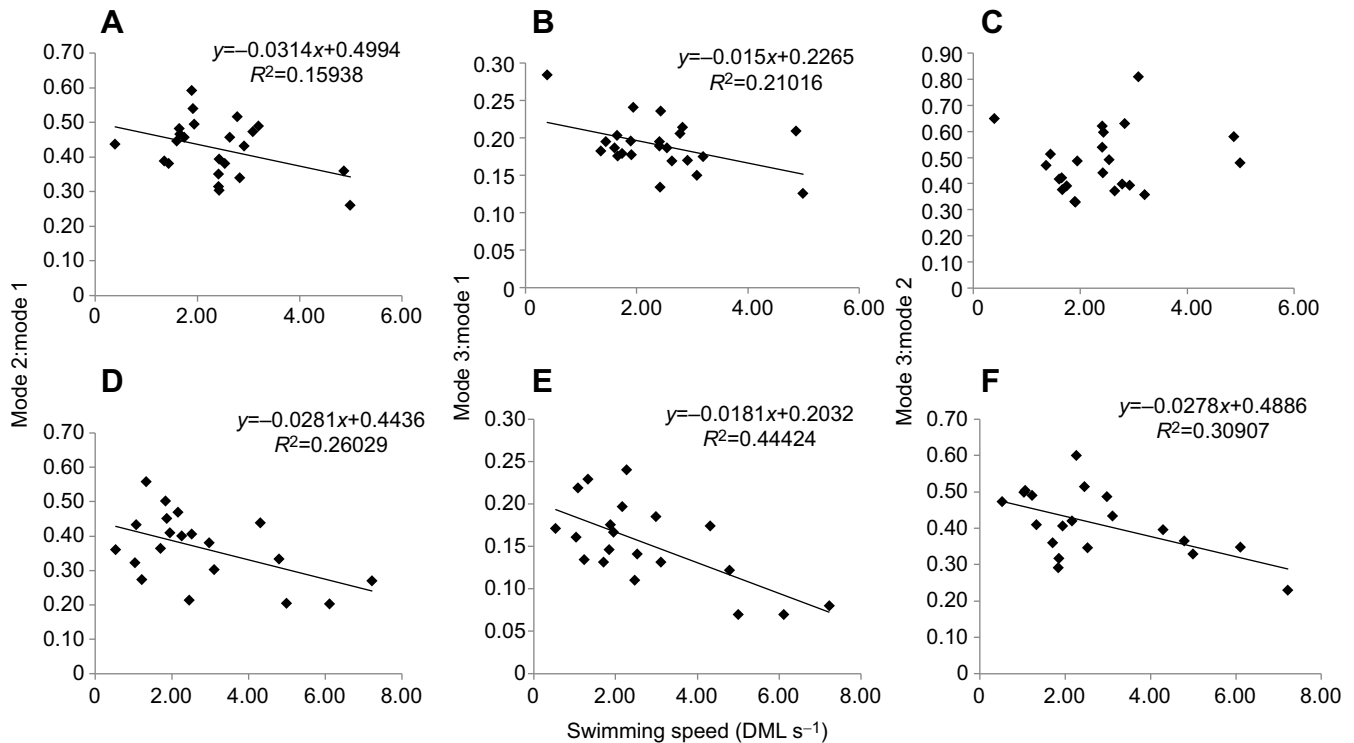 A
y=–0.0314x+0.4994
R²=0.15938
0.70
0.60
0.50
0.40
0.30
0.20
0.10
0
0 2.00 4.00 6.00
B
y=–0.015x+0.2265
R²=0.21016
0.30
0.25
0.20
0.15
0.10
0.05
0
0 2.00 4.00 6.00
C
0.90
0.80
0.70
0.60
0.50
0.40
0.30
0.20
0.10
0
0 2.00 4.00 6.00
Mode 2:mode 1
Mode 3:mode 1
Mode 3:mode 2
D
y=–0.0281x+0.4436
R²=0.26029
0.70
0.60
0.50
0.40
0.30
0.20
0.10
0
0 2.00 4.00 6.00 8.00
E
y=–0.0181x+0.2032
R²=0.44424
0.30
0.25
0.20
0.15
0.10
0.05
0
0 2.00 4.00 6.00 8.00
F
y=–0.0278x+0.4886
R²=0.30907
0.70
0.60
0.50
0.40
0.30
0.20
0.10
0
0 2.00 4.00 6.00 8.00
Swimming speed (DML s⁻¹)